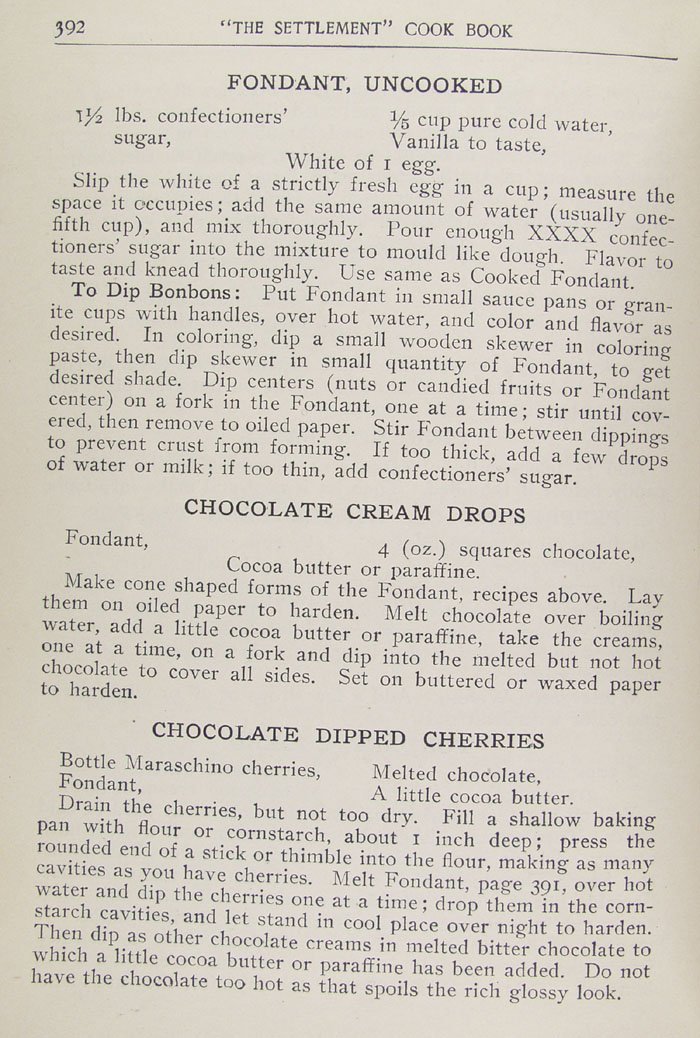 392 "THE SETTLEMENT" COOK BOOK
FONDANT, UNCOOKED
1½ lbs. confectioners' sugar,
⅕ cup pure cold water,
Vanilla to taste,
White of 1 egg.
Slip the white of a strictly fresh egg in a cup; measure the
space it occupies; add the same amount of water (usually one-
fifth cup), and mix thoroughly. Pour enough XXXX confec-
tioners' sugar into the mixture to mould like dough. Flavor to
taste and knead thoroughly. Use same as Cooked Fondant.
To Dip Bonbons: Put Fondant in small sauce pans or gran-
ite cups with handles, over hot water, and color and flavor as
desired. In coloring, dip a small wooden skewer in coloring
paste, then dip skewer in small quantity of Fondant, to get
desired shade. Dip centers (nuts or candied fruits or Fondant
center) on a fork in the Fondant, one at a time; stir until cov-
ered, then remove to oiled paper. Stir Fondant between dippings
to prevent crust from forming. If too thick, add a few drops
of water or milk; if too thin, add confectioners' sugar.
CHOCOLATE CREAM DROPS
Fondant,
4 (oz.) squares chocolate,
Cocoa butter or paraffine.
Make cone shaped forms of the Fondant, recipes above. Lay
them on oiled paper to harden. Melt chocolate over boiling
water, add a little cocoa butter or paraffine, take the creams,
one at a time, on a fork and dip into the melted but not hot
chocolate to cover all sides. Set on buttered or waxed paper
to harden.
CHOCOLATE DIPPED CHERRIES
Bottle Maraschino cherries,
Fondant,
Melted chocolate,
A little cocoa butter.
Drain the cherries, but not too dry. Fill a shallow baking
pan with flour or cornstarch, about 1 inch deep; press the
rounded end of a stick or thimble into the flour, making as many
cavities as you have cherries. Melt Fondant, page 391, over hot
water and dip the cherries one at a time; drop them in the corn-
starch cavities, and let stand in cool place over night to harden.
Then dip as other chocolate creams in melted bitter chocolate to
which a little cocoa butter or paraffine has been added. Do not
have the chocolate too hot as that spoils the rich glossy look.